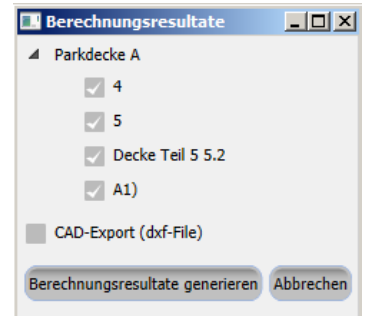 Berechnungsresultate
Parkdecke A
4
5
Decke Teil 5 5.2
A1)
CAD-Export (dxf-File)
Berechnungsresultate generieren Abbrechen